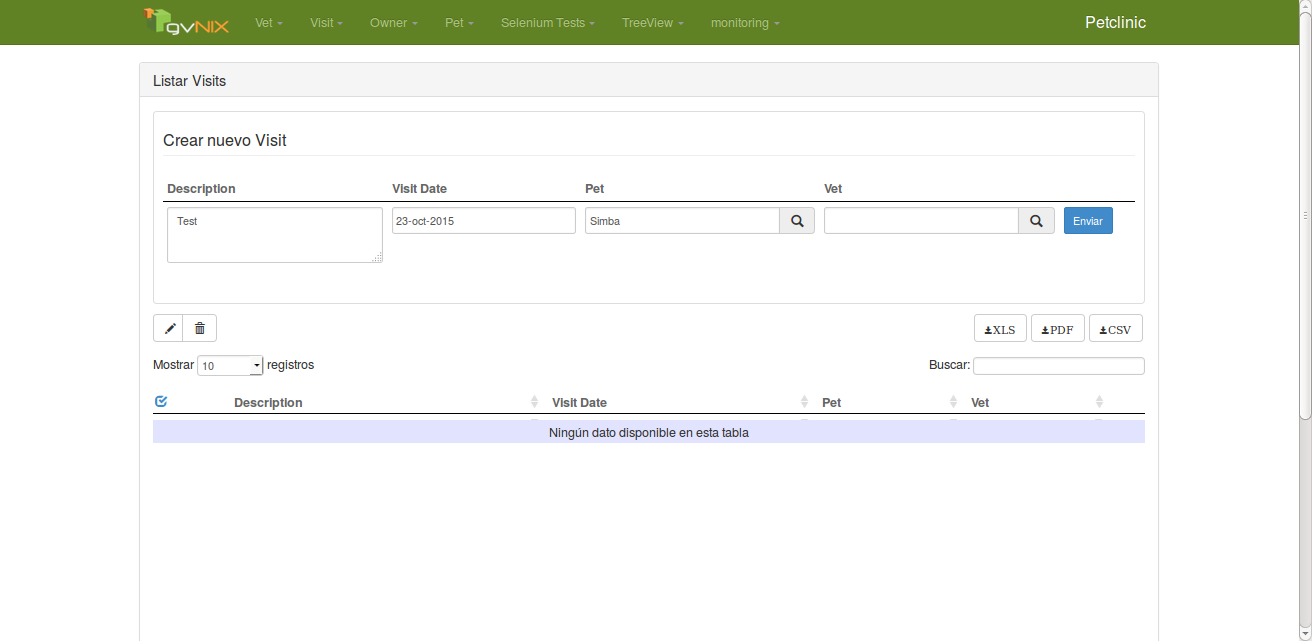 gvNIX Vet Visit Owner Pet Selenium Tests TreeView monitoring Petclinic
Listar Visits
Crear nuevo Visit
Description Visit Date Pet Vet
Test 23-oct-2015 Simba Enviar
XLS PDF CSV
Mostrar 10 registros Buscar:
Description Visit Date Pet Vet
Ningún dato disponible en esta tabla